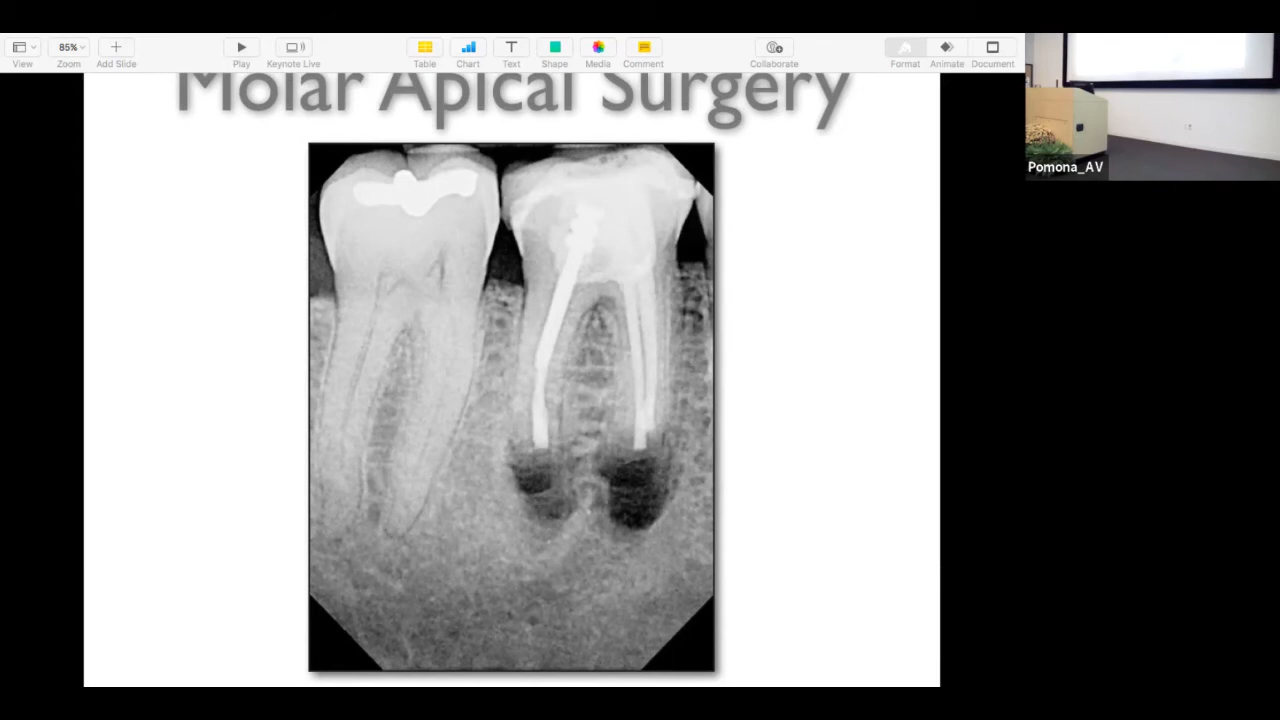 85%
View
Zoom
Add Slide
Play
Keynote Live
Table
Chart
Text
Shape
Media
Comment
Collaborate
Format
Animate
Document
Molar Apical Surgery
Pomona_AV